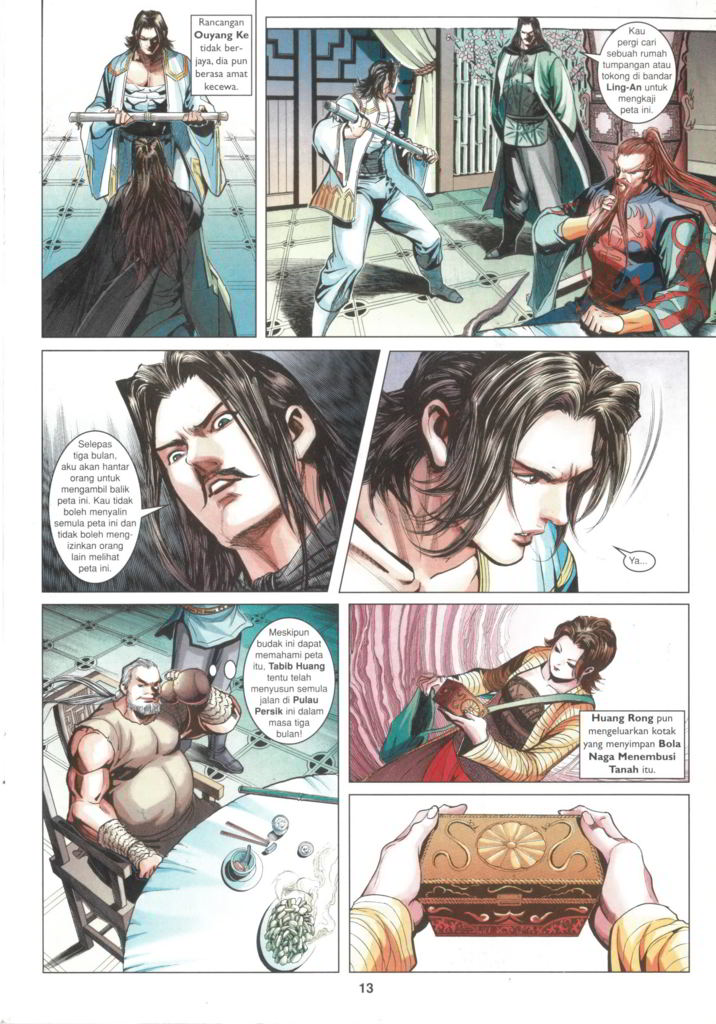 Rancangan
Ouyang Ke
tidak ber-
jaya, dia pun
berasa amat
kecewa.
Kau
pergi cari
sebuah rumah
tumpangan atau
tokong di bandar
Ling-An untuk
mengkaji
peta ini.
Selepas
tiga bulan,
aku akan hantar
orang untuk
mengambil balik
peta ini. Kau tidak
boleh menyalin
semula peta ini dan
tidak boleh meng-
izinkan orang
lain melihat
peta ini.
Ya...
Meskipun
budak ini dapat
memahami peta
itu, Tabib Huang
tentu telah
menyusun semula
jalan di Pulau
Persik ini dalam
masa tiga
bulan!
Huang Rong pun
mengeluarkan kotak
yang menyimpan Bola
Naga Menembusi
Tanah itu.
13